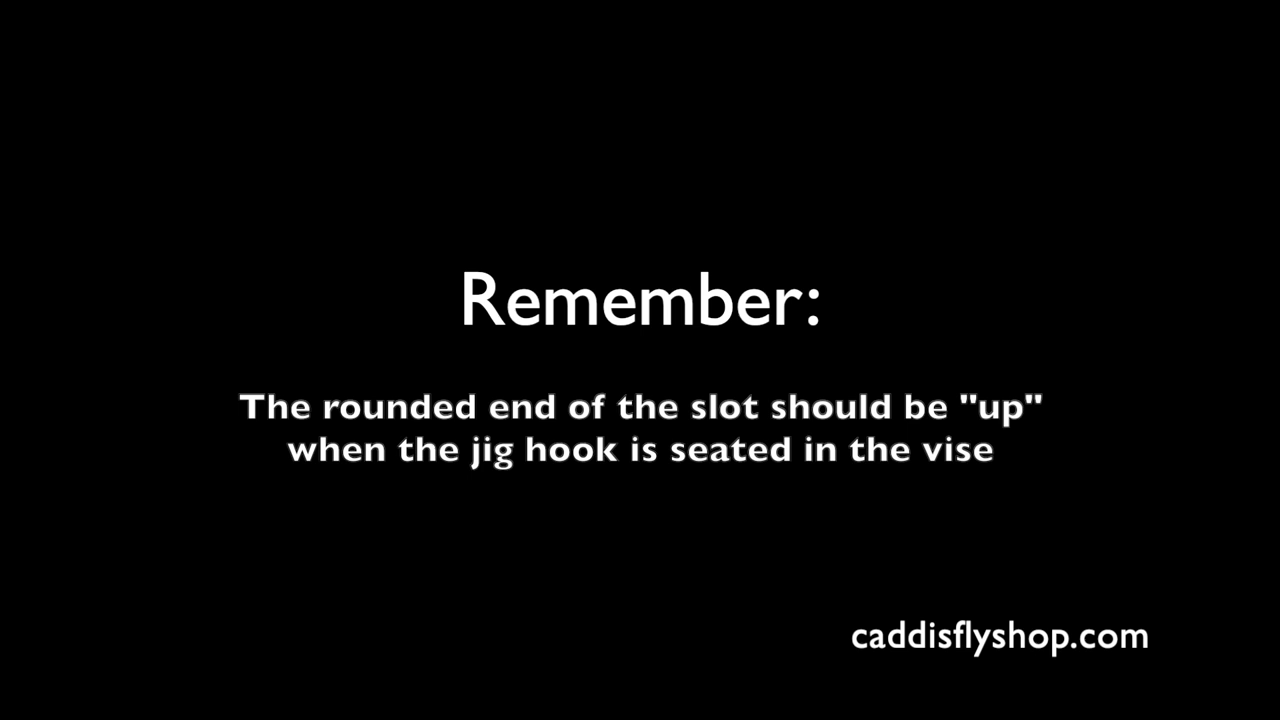 Remember:
The rounded end of the slot should be "up"
when the jig hook is seated in the vise
caddisflyshop.com